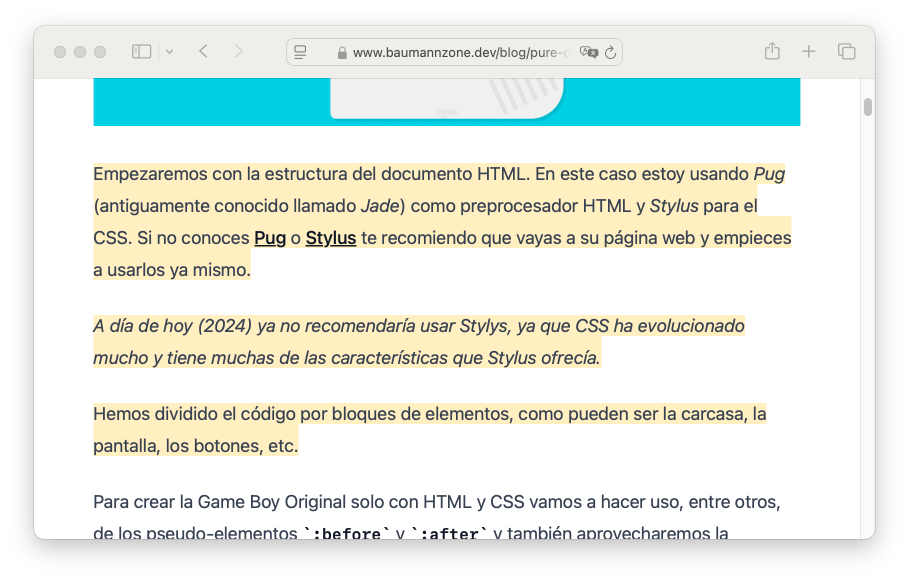 www.baumannzone.dev/blog/pure-
Empezaremos con la estructura del documento HTML. En este caso estoy usando Pug
(antiguamente conocido llamado Jade) como preprocesador HTML y Stylus para el
CSS. Si no conoces Pug o Stylus te recomiendo que vayas a su página web y empieces
a usarlos ya mismo.
A día de hoy (2024) ya no recomendaría usar Stylys, ya que CSS ha evolucionado
mucho y tiene muchas de las características que Stylus ofrecía.
Hemos dividido el código por bloques de elementos, como pueden ser la carcasa, la
pantalla, los botones, etc.
Para crear la Game Boy Original solo con HTML y CSS vamos a hacer uso, entre otros,
de los pseudo-elementos `:before` y `:after` y también aprovecharemos la